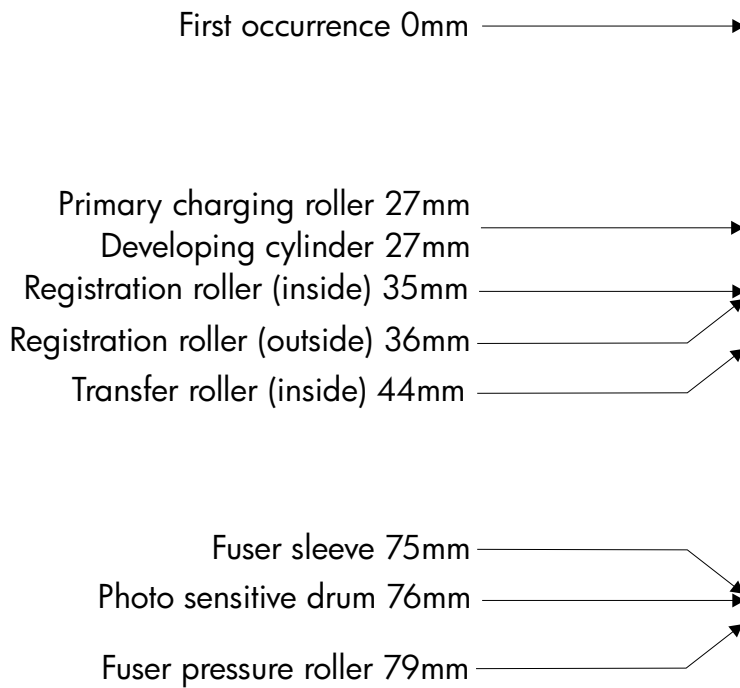 First occurrence 0mm
Primary charging roller 27mm
Developing cylinder 27mm
Registration roller (inside) 35mm
Registration roller (outside) 36mm
Transfer roller (inside) 44mm
Fuser sleeve 75mm
Photo sensitive drum 76mm
Fuser pressure roller 79mm